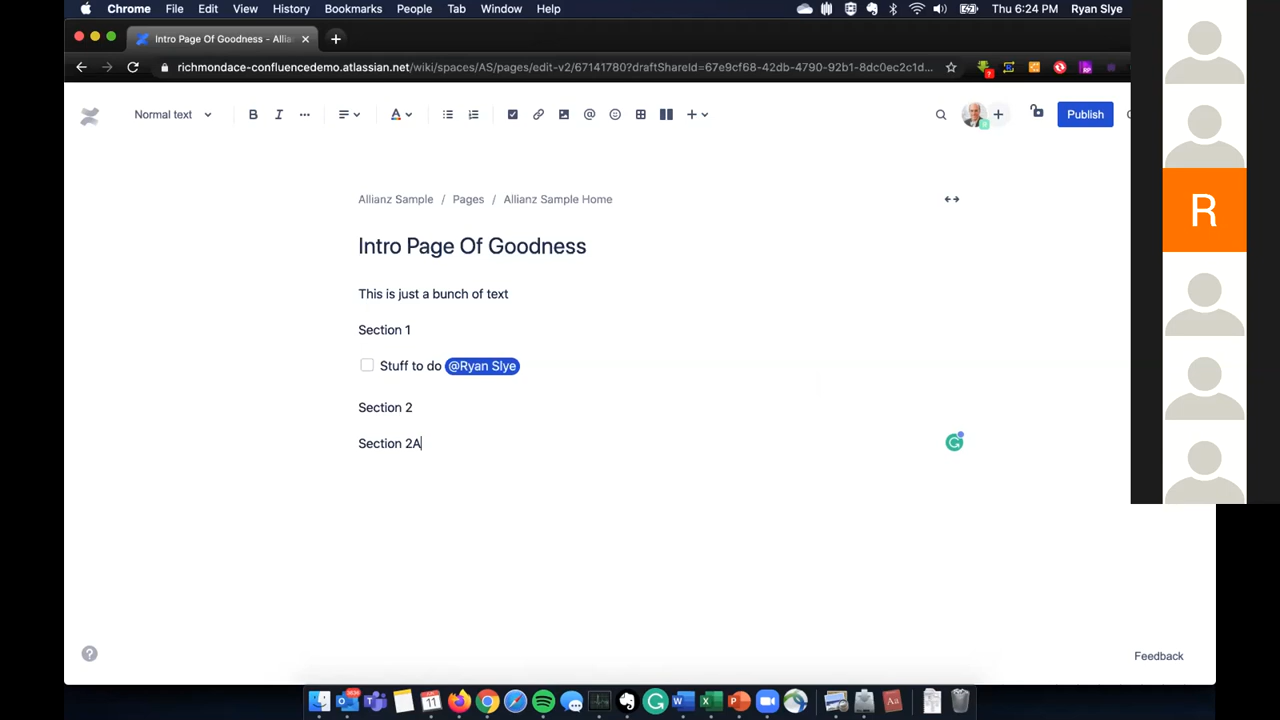 Chrome File Edit View History Bookmarks People Tab Window Help Thu 6:24 PM Ryan Slye
Intro Page Of Goodness - Allia
richmondace-confluencedemo.atlassian.net/wiki/spaces/AS/pages/edit-v2/67141780?draftShareId=67e9cf68-42db-4790-92b1-8dc0ec2c1d...
Normal text B I A Publish
Allianz Sample / Pages / Allianz Sample Home
Intro Page Of Goodness
This is just a bunch of text
Section 1
Stuff to do @Ryan Slye
Section 2
Section 2A
Feedback
R